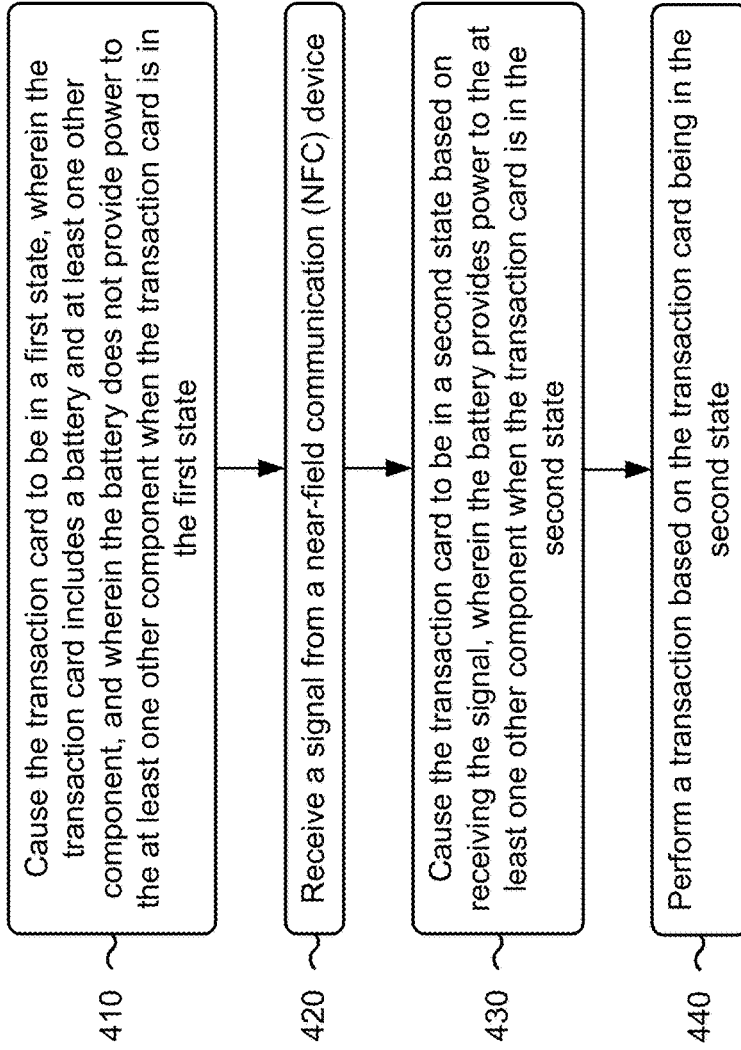 410
Cause the transaction card to be in a first state, wherein the
transaction card includes a battery and at least one other
component, and wherein the battery does not provide power to
the at least one other component when the transaction card is in
the first state
420
Receive a signal from a near-field communication (NFC) device
430
Cause the transaction card to be in a second state based on
receiving the signal, wherein the battery provides power to the at
least one other component when the transaction card is in the
second state
440
Perform a transaction based on the transaction card being in the
second state